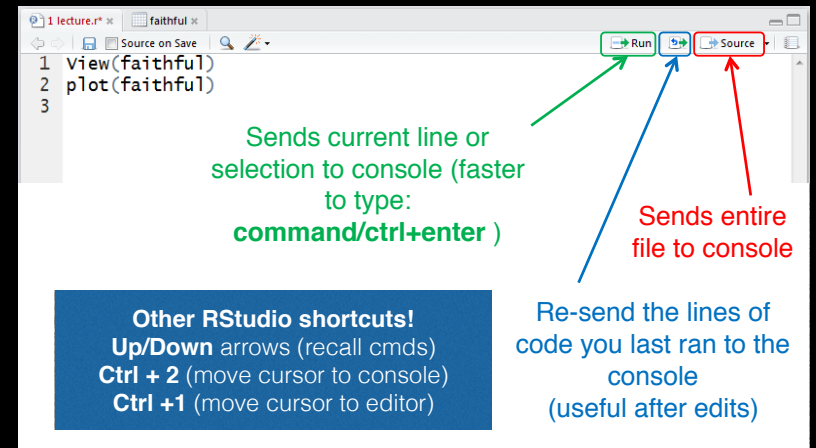 1 lecture.r* × faithful ×
Source on Save Run Source
1 View(faithful)
2 plot(faithful)
3
Sends current line or
selection to console (faster
to type:
command/ctrl+enter )
Sends entire
file to console
Re-send the lines of
code you last ran to the
console
(useful after edits)
Other RStudio shortcuts!
Up/Down arrows (recall cmds)
Ctrl + 2 (move cursor to console)
Ctrl +1 (move cursor to editor)